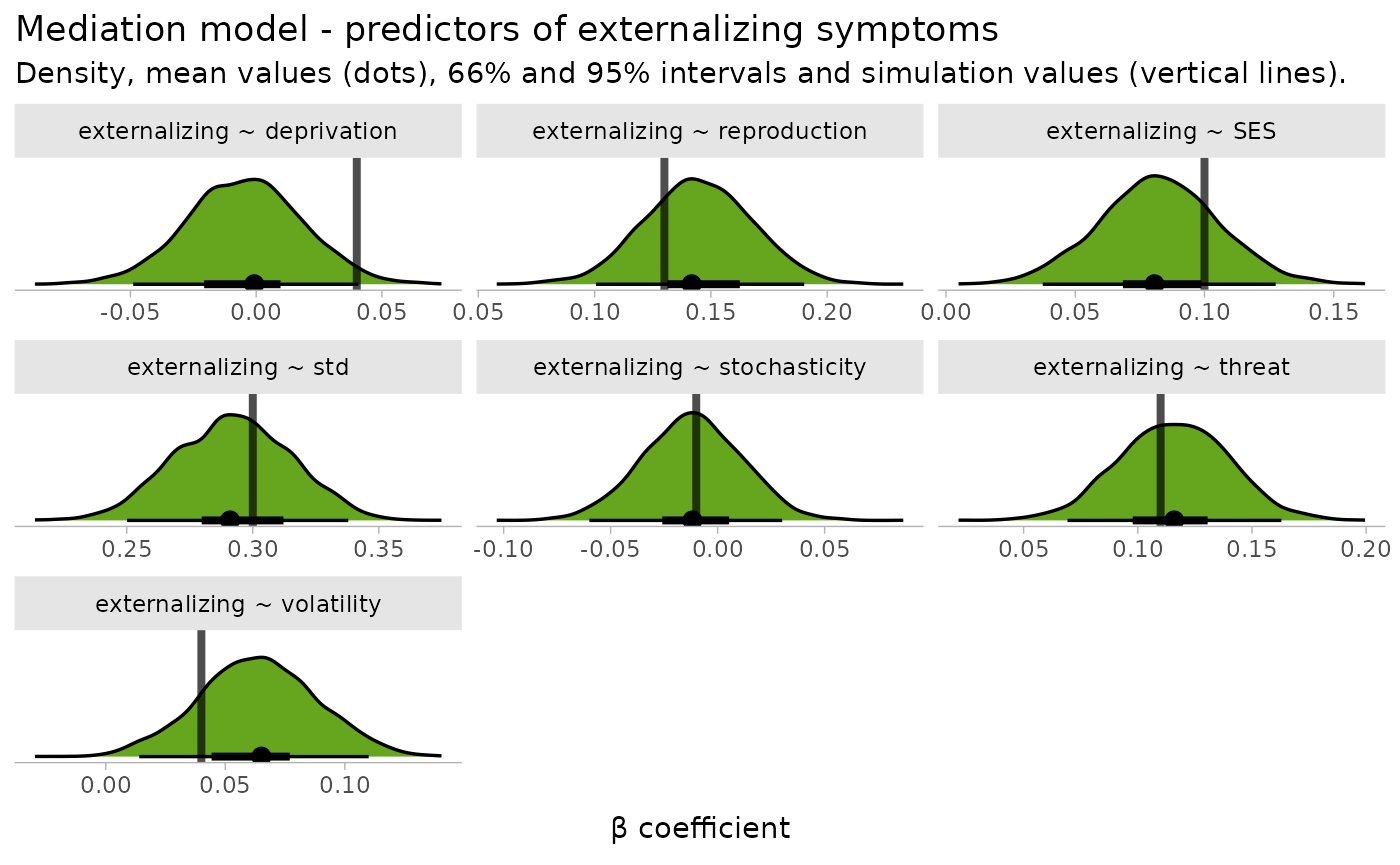 Mediation model - predictors of externalizing symptoms
Density, mean values (dots), 66% and 95% intervals and simulation values (vertical lines).
externalizing ~ deprivation
externalizing ~ reproduction
externalizing ~ SES
-0.05 0.00 0.05
0.05 0.10 0.15 0.20
0.00 0.05 0.10 0.15
externalizing ~ std
externalizing ~ stochasticity
externalizing ~ threat
0.25 0.30 0.35
-0.10 -0.05 0.00 0.05
0.05 0.10 0.15 0.20
externalizing ~ volatility
0.00 0.05 0.10
β coefficient